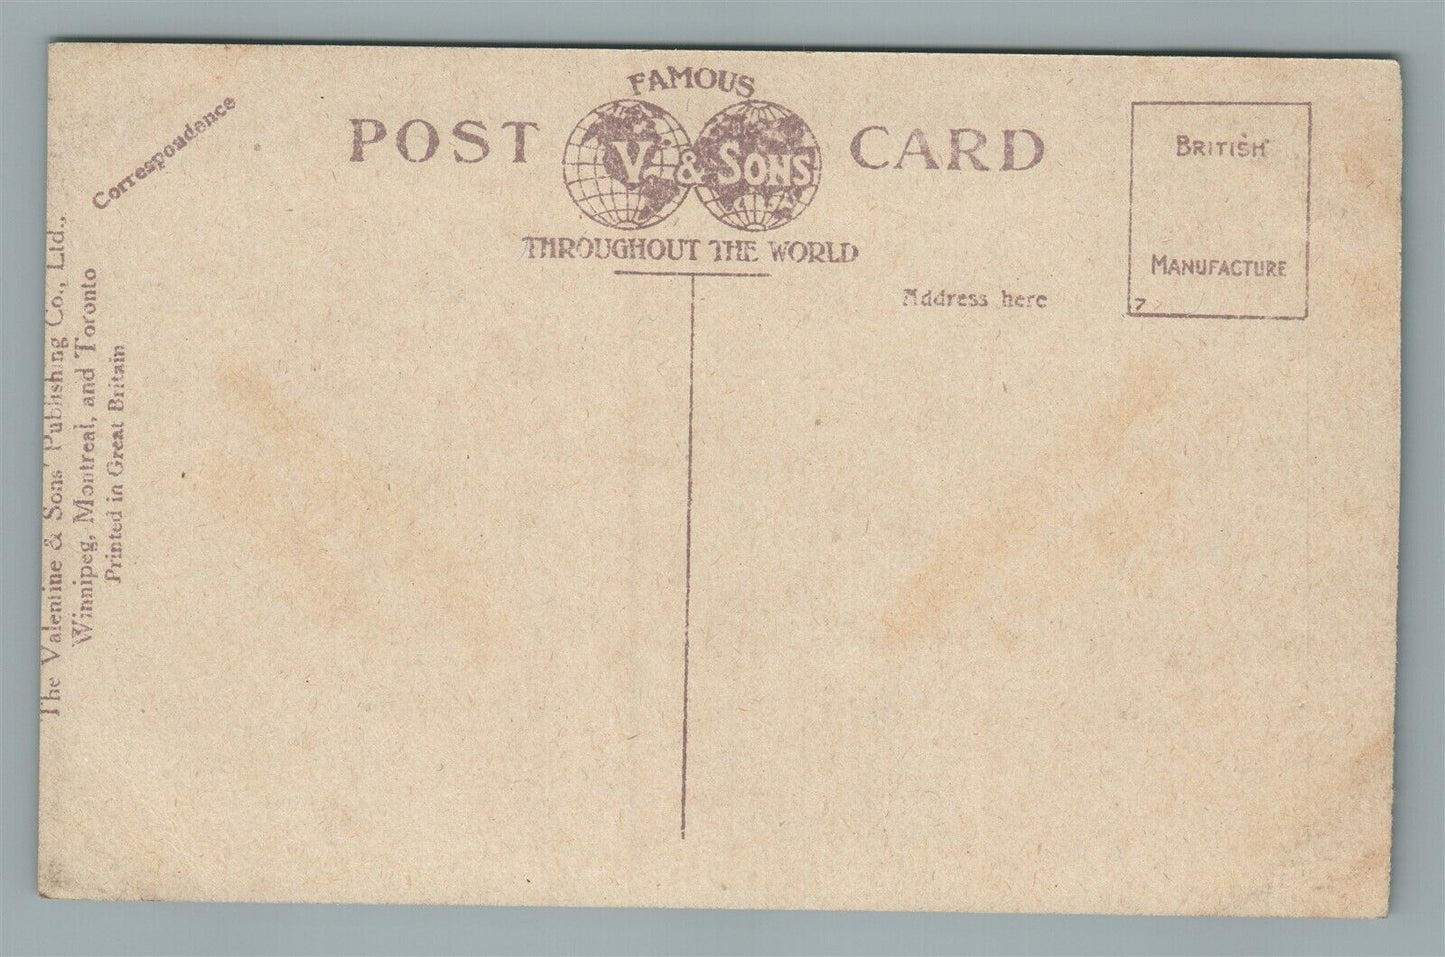 FAMOUS
POST V. & SONS CARD
THROUGHOUT THE WORLD
Correspondence
Address here
BRITISH
MANUFACTURE
7
The Valentine & Sons' Publishing Co., Ltd.,
Winnipeg, Montreal, and Toronto
Printed in Great Britain